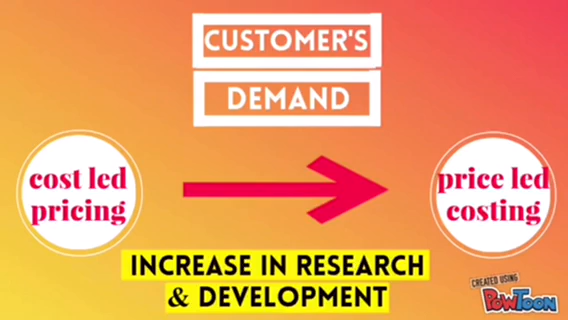 CUSTOMER'S
DEMAND
cost led
pricing
price led
costing
INCREASE IN RESEARCH
& DEVELOPMENT
CREATED USING
POWTOON